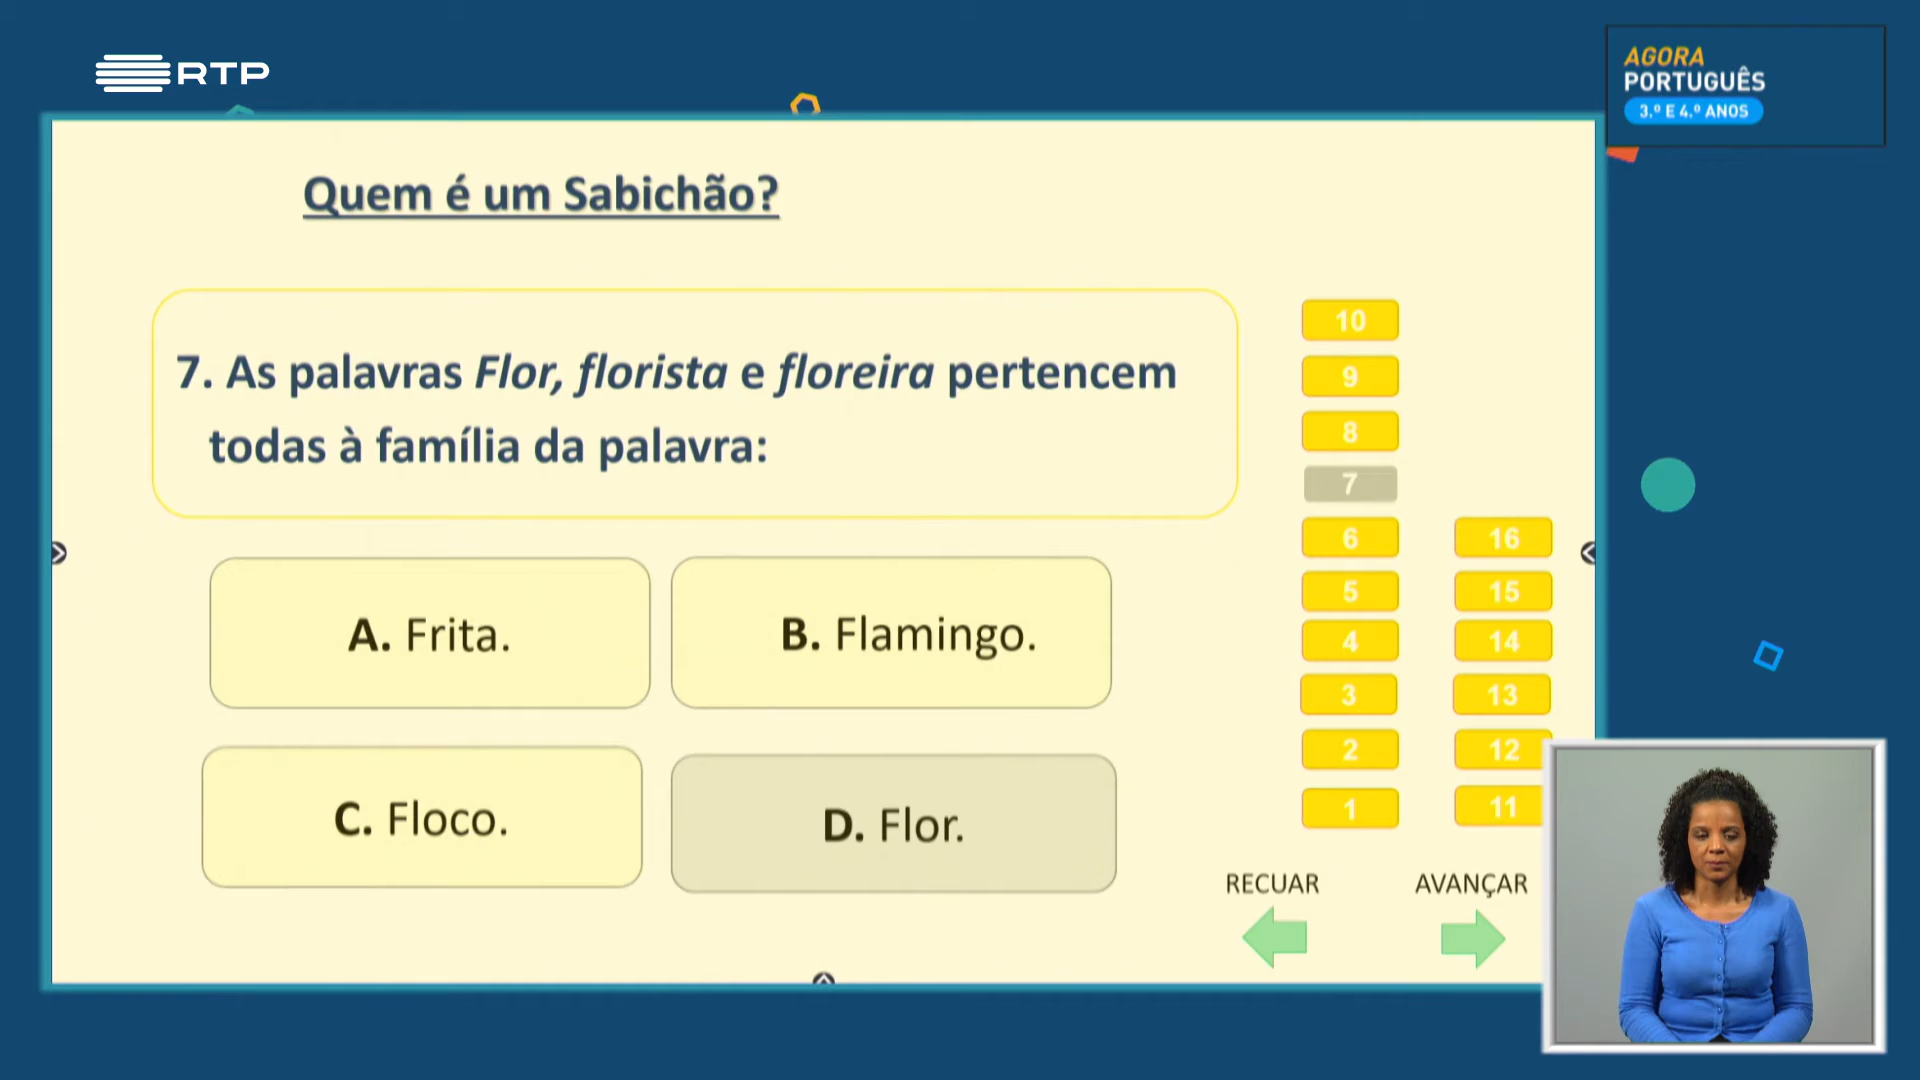 RTP
AGORA
PORTUGUÊS
3.º E 4.º ANOS
Quem é um Sabichão?
7. As palavras Flor, florista e floreira pertencem
todas à família da palavra:
A. Frita.
B. Flamingo.
C. Floco.
D. Flor.
10
9
8
7
6
5
4
3
2
1
16
15
14
13
12
11
RECUAR
AVANÇAR